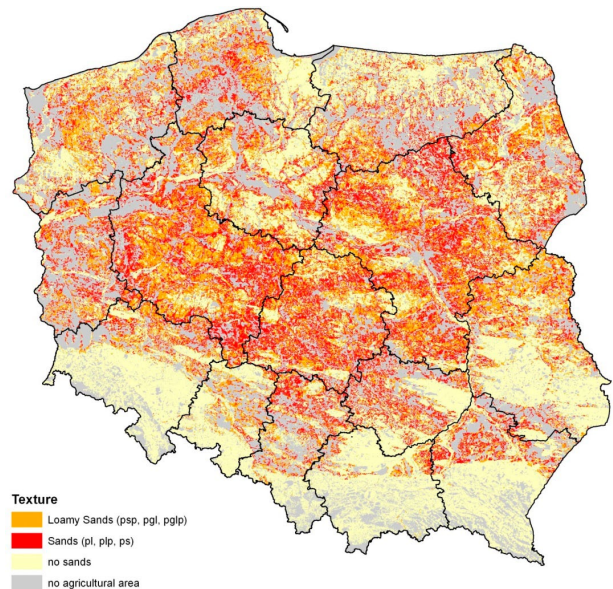 Texture
Loamy Sands (psp, pgl, pglp)
Sands (pl, plp, ps)
no sands
no agricultural area